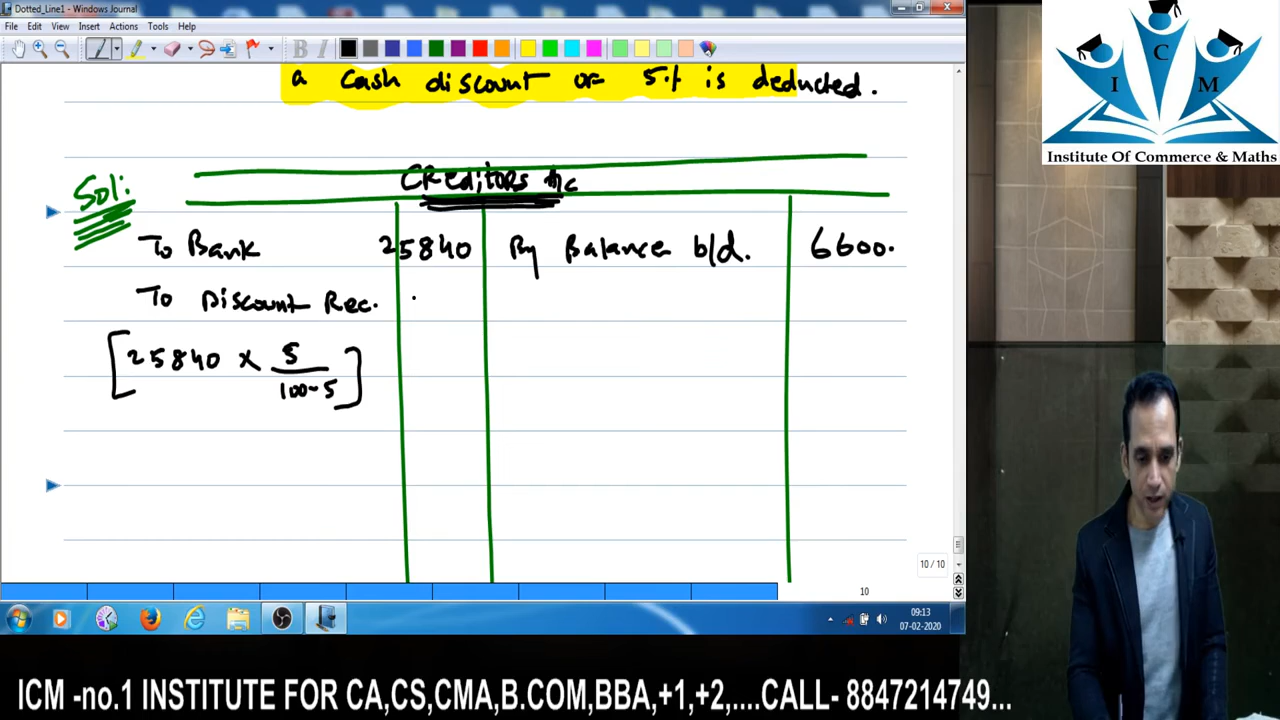 Dotted_Line1 - Windows Journal
File Edit View Insert Actions Tools Help
B I
a cash discount of 5.% is deducted.
Sol:
CReditors A/c
To Bank 25840 By Balance b/d. 6600.
To Discount Rec.
[25840 × 5/100-5]
10 / 10
10
09:13
07-02-2020
I C M
Institute Of Commerce & Maths
ICM -no.1 INSTITUTE FOR CA,CS,CMA,B.COM,BBA,+1,+2,....CALL- 8847214749...